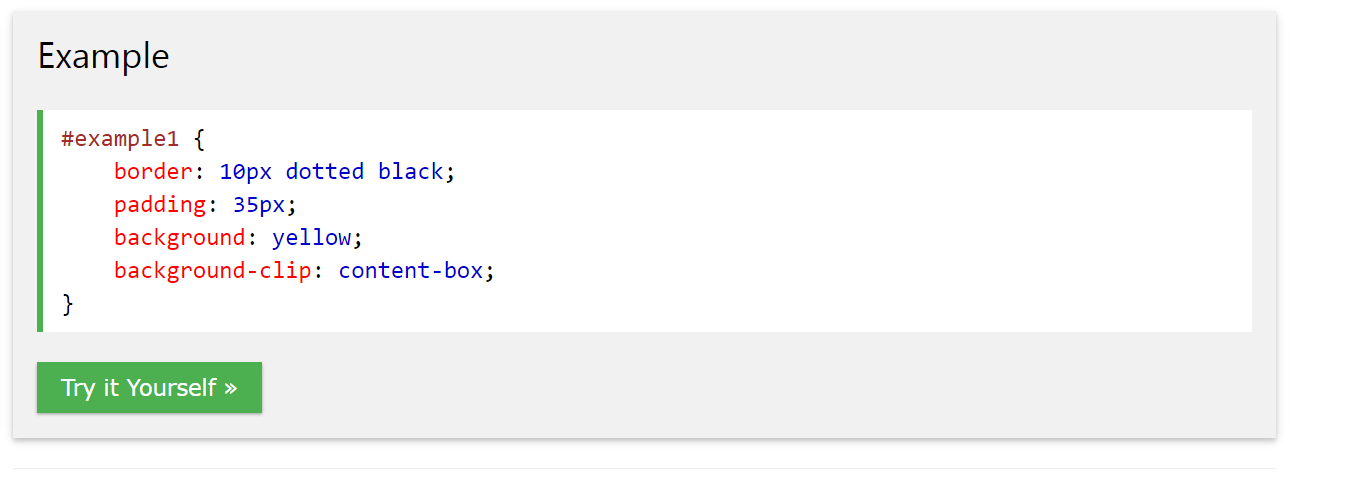 Example
#example1 {
    border: 10px dotted black;
    padding: 35px;
    background: yellow;
    background-clip: content-box;
}
Try it Yourself »